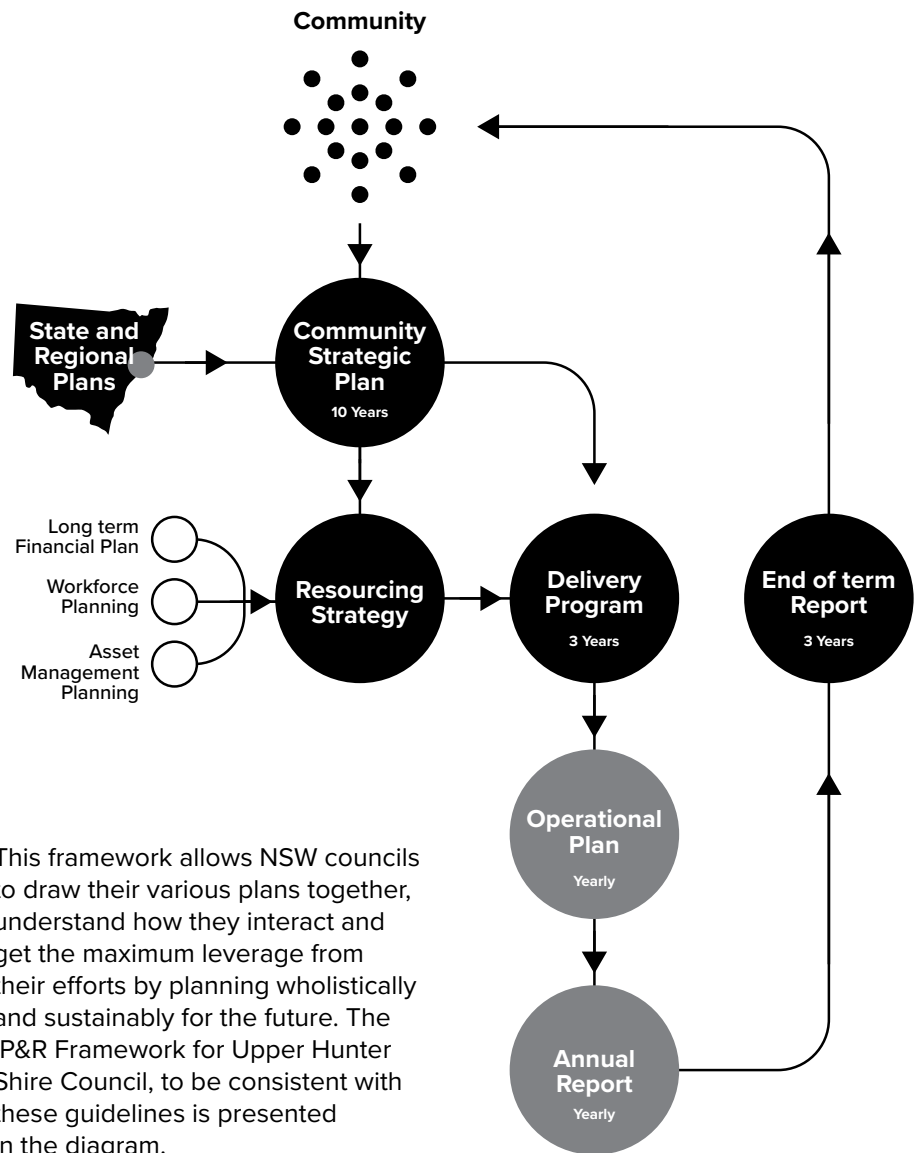 Community
State and
Regional
Plans
Community
Strategic
Plan
10 Years
Long term
Financial Plan
Workforce
Planning
Asset
Management
Planning
Resourcing
Strategy
Delivery
Program
3 Years
End of term
Report
3 Years
Operational
Plan
Yearly
Annual
Report
Yearly
This framework allows NSW councils
to draw their various plans together,
understand how they interact and
get the maximum leverage from
their efforts by planning wholistically
and sustainably for the future. The
IP&R Framework for Upper Hunter
Shire Council, to be consistent with
these guidelines is presented
in the diagram.